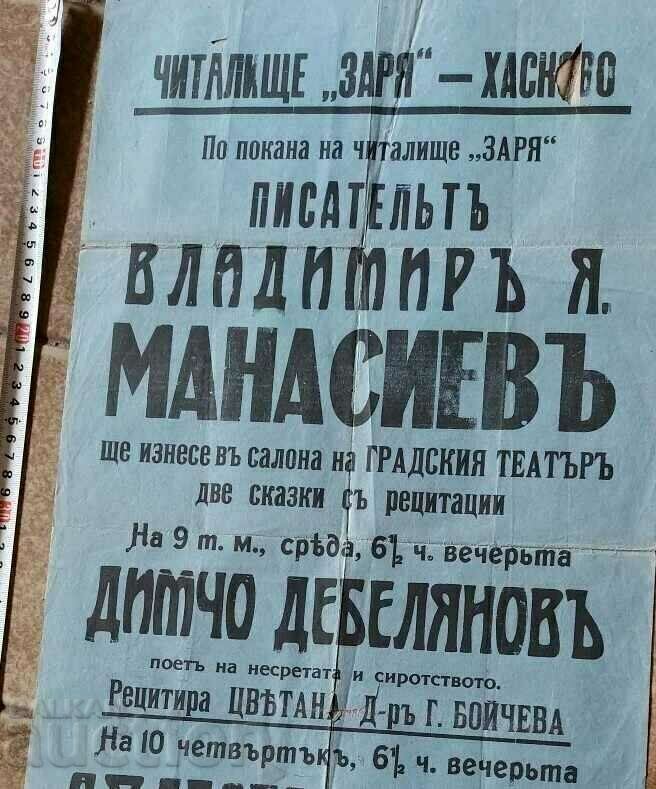 ЧИТАЛИЩЕ „ЗАРЯ“ — ХАСКОВО
По покана на читалище „ЗАРЯ“
ПИСАТЕЛЬТЪ
ВЛАДИМИРЪ Я.
МАНАСИЕВЪ
ще изнесе въ салона на ГРАДСКИЯ ТЕАТЪРЪ
две сказки съ рецитации
На 9 т. м., срѣда, 6½ ч. вечерьта
ДИМЧО ДЕБЕЛЯНОВЪ
поетъ на несретата и сиротството.
Рецитира ЦВѢТАНА Д-ръ Г. БОЙЧЕВА
На 10 четвъртъкъ, 6½ ч. вечерьта